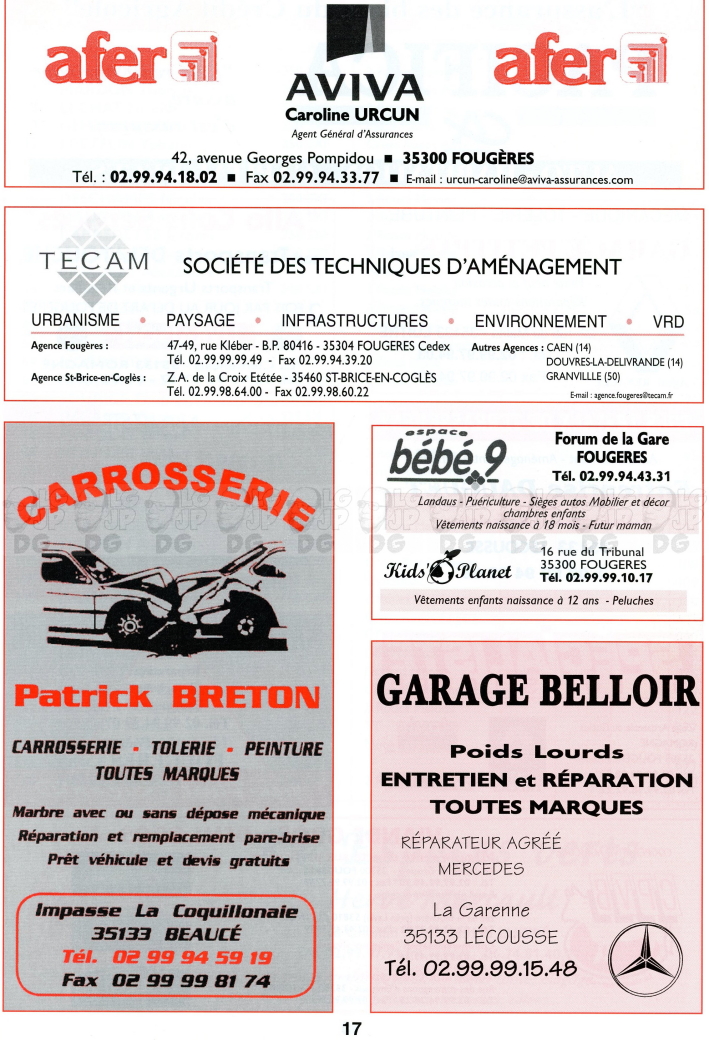 afer
AVIVA
afer
Caroline URCUN
Agent Général d'Assurances
42, avenue Georges Pompidou ■ 35300 FOUGÈRES
Tél. : 02.99.94.18.02 ■ Fax 02.99.94.33.77 ■ E-mail : urcun-caroline@aviva-assurances.com
TECAM
SOCIÉTÉ DES TECHNIQUES D'AMÉNAGEMENT
URBANISME • PAYSAGE • INFRASTRUCTURES • ENVIRONNEMENT • VRD
Agence Fougères : 47-49, rue Kléber - B.P. 80416 - 35304 FOUGERES Cedex
Tél. 02.99.99.99.49 - Fax 02.99.94.39.20
Agence St-Brice-en-Coglès : Z.A. de la Croix Etétée - 35460 ST-BRICE-EN-COGLÈS
Tél. 02.99.98.64.00 - Fax 02.99.98.60.22
Autres Agences : CAEN (14)
DOUVRES-LA-DELIVRANDE (14)
GRANVILLLE (50)
E-mail : agence.fougeres@tecam.fr
CARROSSERIE
Patrick BRETON
CARROSSERIE - TOLERIE - PEINTURE
TOUTES MARQUES
Marbre avec ou sans dépose mécanique
Réparation et remplacement pare-brise
Prêt véhicule et devis gratuits
Impasse La Coquillonaie
35133 BEAUCÉ
Tél. 02 99 94 59 19
Fax 02 99 99 81 74
espace
bébé 9
Forum de la Gare
FOUGERES
Tél. 02.99.94.43.31
Landaus - Puériculture - Sièges autos Mobilier et décor
chambres enfants
Vêtements naissance à 18 mois - Futur maman
Kids' Planet
16 rue du Tribunal
35300 FOUGERES
Tél. 02.99.99.10.17
Vêtements enfants naissance à 12 ans - Peluches
GARAGE BELLOIR
Poids Lourds
ENTRETIEN et RÉPARATION
TOUTES MARQUES
RÉPARATEUR AGRÉÉ
MERCEDES
La Garenne
35133 LÉCOUSSE
Tél. 02.99.99.15.48
17